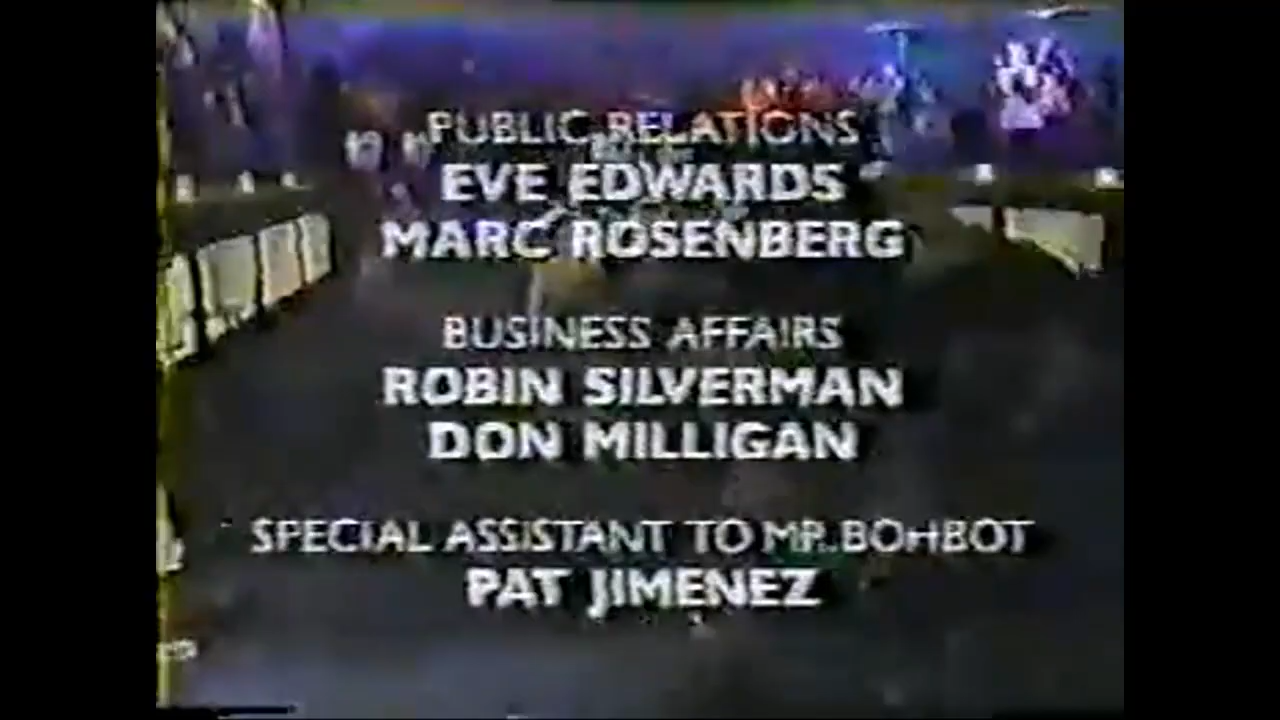 PUBLIC RELATIONS
EVE EDWARDS
MARC ROSENBERG
BUSINESS AFFAIRS
ROBIN SILVERMAN
DON MILLIGAN
SPECIAL ASSISTANT TO MR. BOHBOT
PAT JIMENEZ